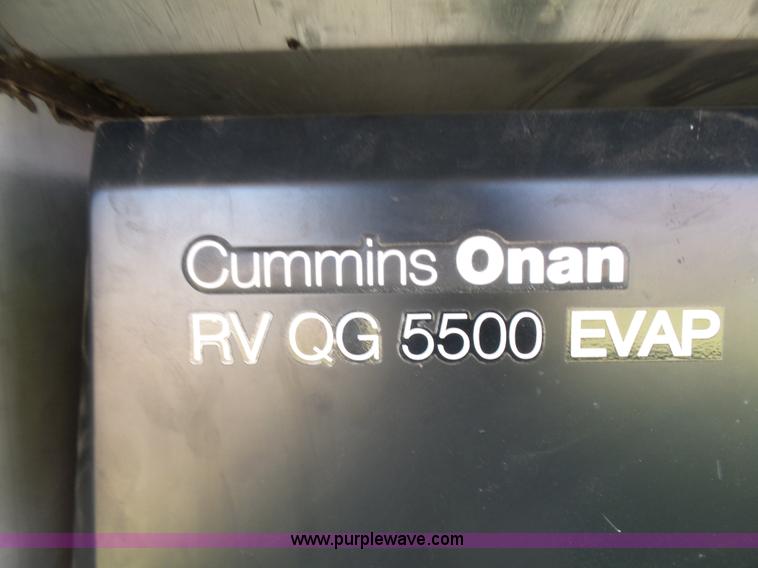 Cummins Onan
RV QG 5500 EVAP
www.purplewave.com